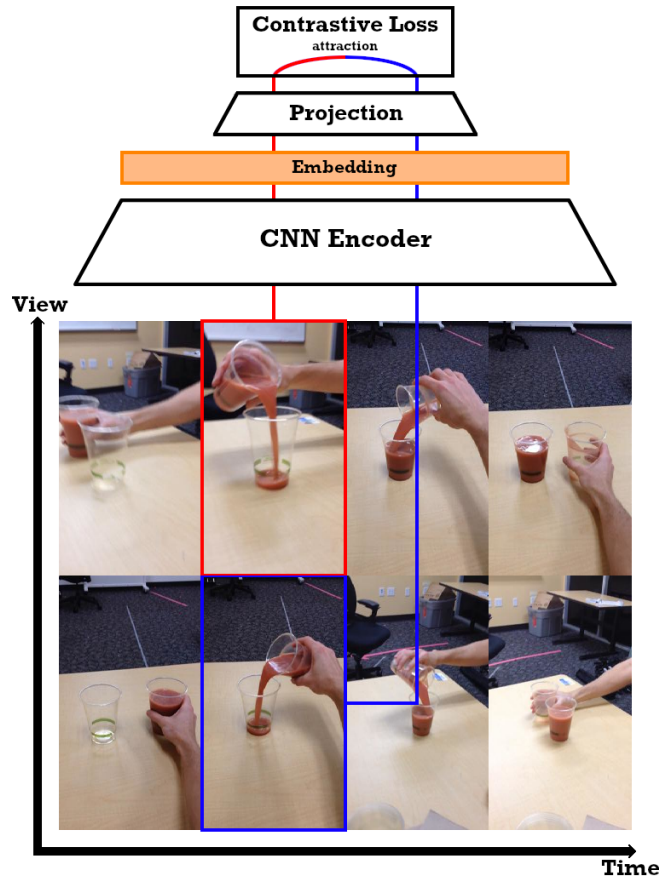 Contrastive Loss
attraction
Projection
Embedding
CNN Encoder
View
Time